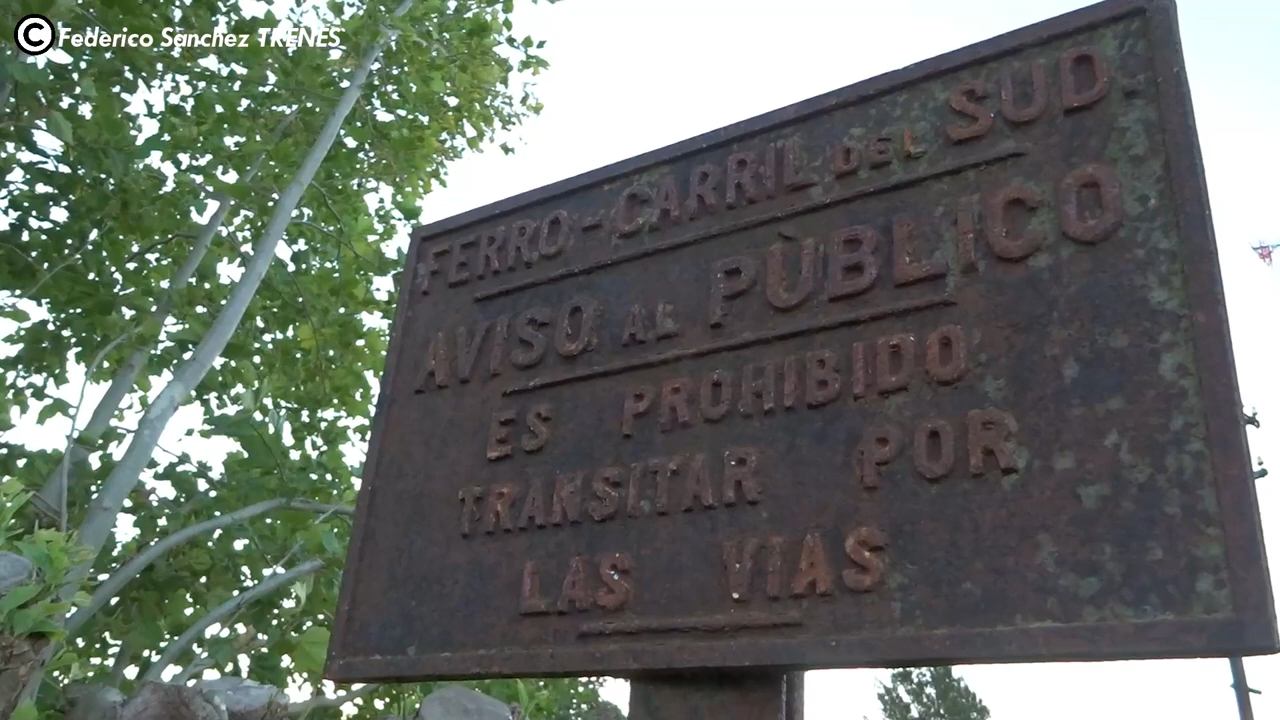 © Federico Sanchez TRENES
FERRO-CARRIL DEL SUD.
AVISO AL PÙBLICO
ES PROHIBIDO
TRANSITAR POR
LAS VIAS